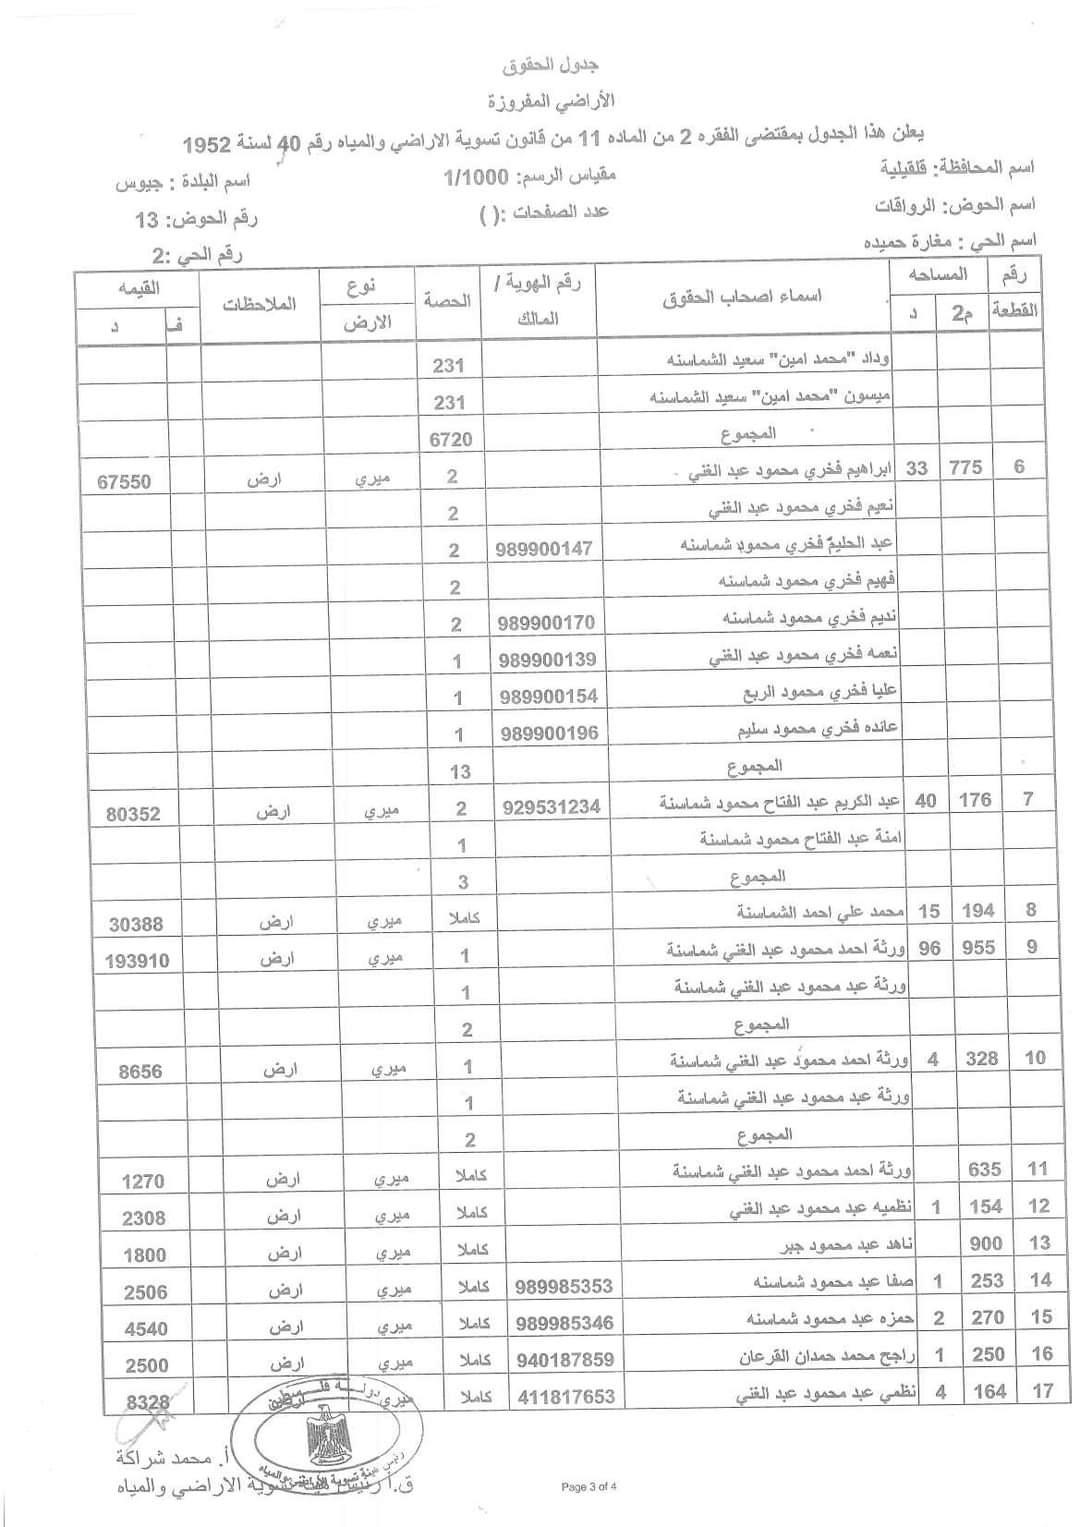 جدول الحقوق
الأراضي المفروزة
يعلن هذا الجدول بمقتضى الفقره 2 من الماده 11 من قانون تسوية الاراضي والمياه رقم 40 لسنة 1952
اسم المحافظة: قلقيلية مقياس الرسم: 1/1000 اسم البلدة : جيوس
اسم الحوض: الرواقات عدد الصفحات :( ) رقم الحوض: 13
اسم الحي : مغارة حميده رقم الحي :2
رقم القطعة المساحه م2 د اسماء اصحاب الحقوق رقم الهوية / المالك الحصة نوع الارض الملاحظات القيمه ف د
وداد "محمد امين" سعيد الشماسنه 231
ميسون "محمد امين" سعيد الشماسنه 231
المجموع 6720
6 775 33 ابراهيم فخري محمود عبد الغني 2 ميري ارض 67550
نعيم فخري محمود عبد الغني 2
عبد الحليم فخري محمود شماسنه 989900147 2
فهيم فخري محمود شماسنه 2
نديم فخري محمود شماسنه 989900170 2
نعمه فخري محمود عبد الغني 989900139 1
عليا فخري محمود الربع 989900154 1
عائده فخري محمود سليم 989900196 1
المجموع 13
7 176 40 عبد الكريم عبد الفتاح محمود شماسنة 929531234 2 ميري ارض 80352
امنة عبد الفتاح محمود شماسنة 1
المجموع 3
8 194 15 محمد علي احمد الشماسنة كاملا ميري ارض 30388
9 955 96 ورثة احمد محمود عبد الغني شماسنة 1 ميري ارض 193910
ورثة عبد محمود عبد الغني شماسنة 1
المجموع 2
10 328 4 ورثة احمد محمود عبد الغني شماسنة 1 ميري ارض 8656
ورثة عبد محمود عبد الغني شماسنة 1
المجموع 2
11 635 ورثة احمد محمود عبد الغني شماسنة كاملا ميري ارض 1270
12 154 1 نظميه عبد محمود عبد الغني كاملا ميري ارض 2308
13 900 ناهد عبد محمود جبر كاملا ميري ارض 1800
14 253 1 صفا عبد محمود شماسنه 989985353 كاملا ميري ارض 2506
15 270 2 حمزه عبد محمود شماسنه 989985346 كاملا ميري ارض 4540
16 250 1 راجح محمد حمدان القرعان 940187859 كاملا ميري ارض 2500
17 164 4 نظمي عبد محمود عبد الغني 411817653 كاملا ميري ارض 8328
دولة فلسطين
أ. محمد شراكة
ق.أ رئيس هيئة تسوية الاراضي والمياه
Page 3 of 4